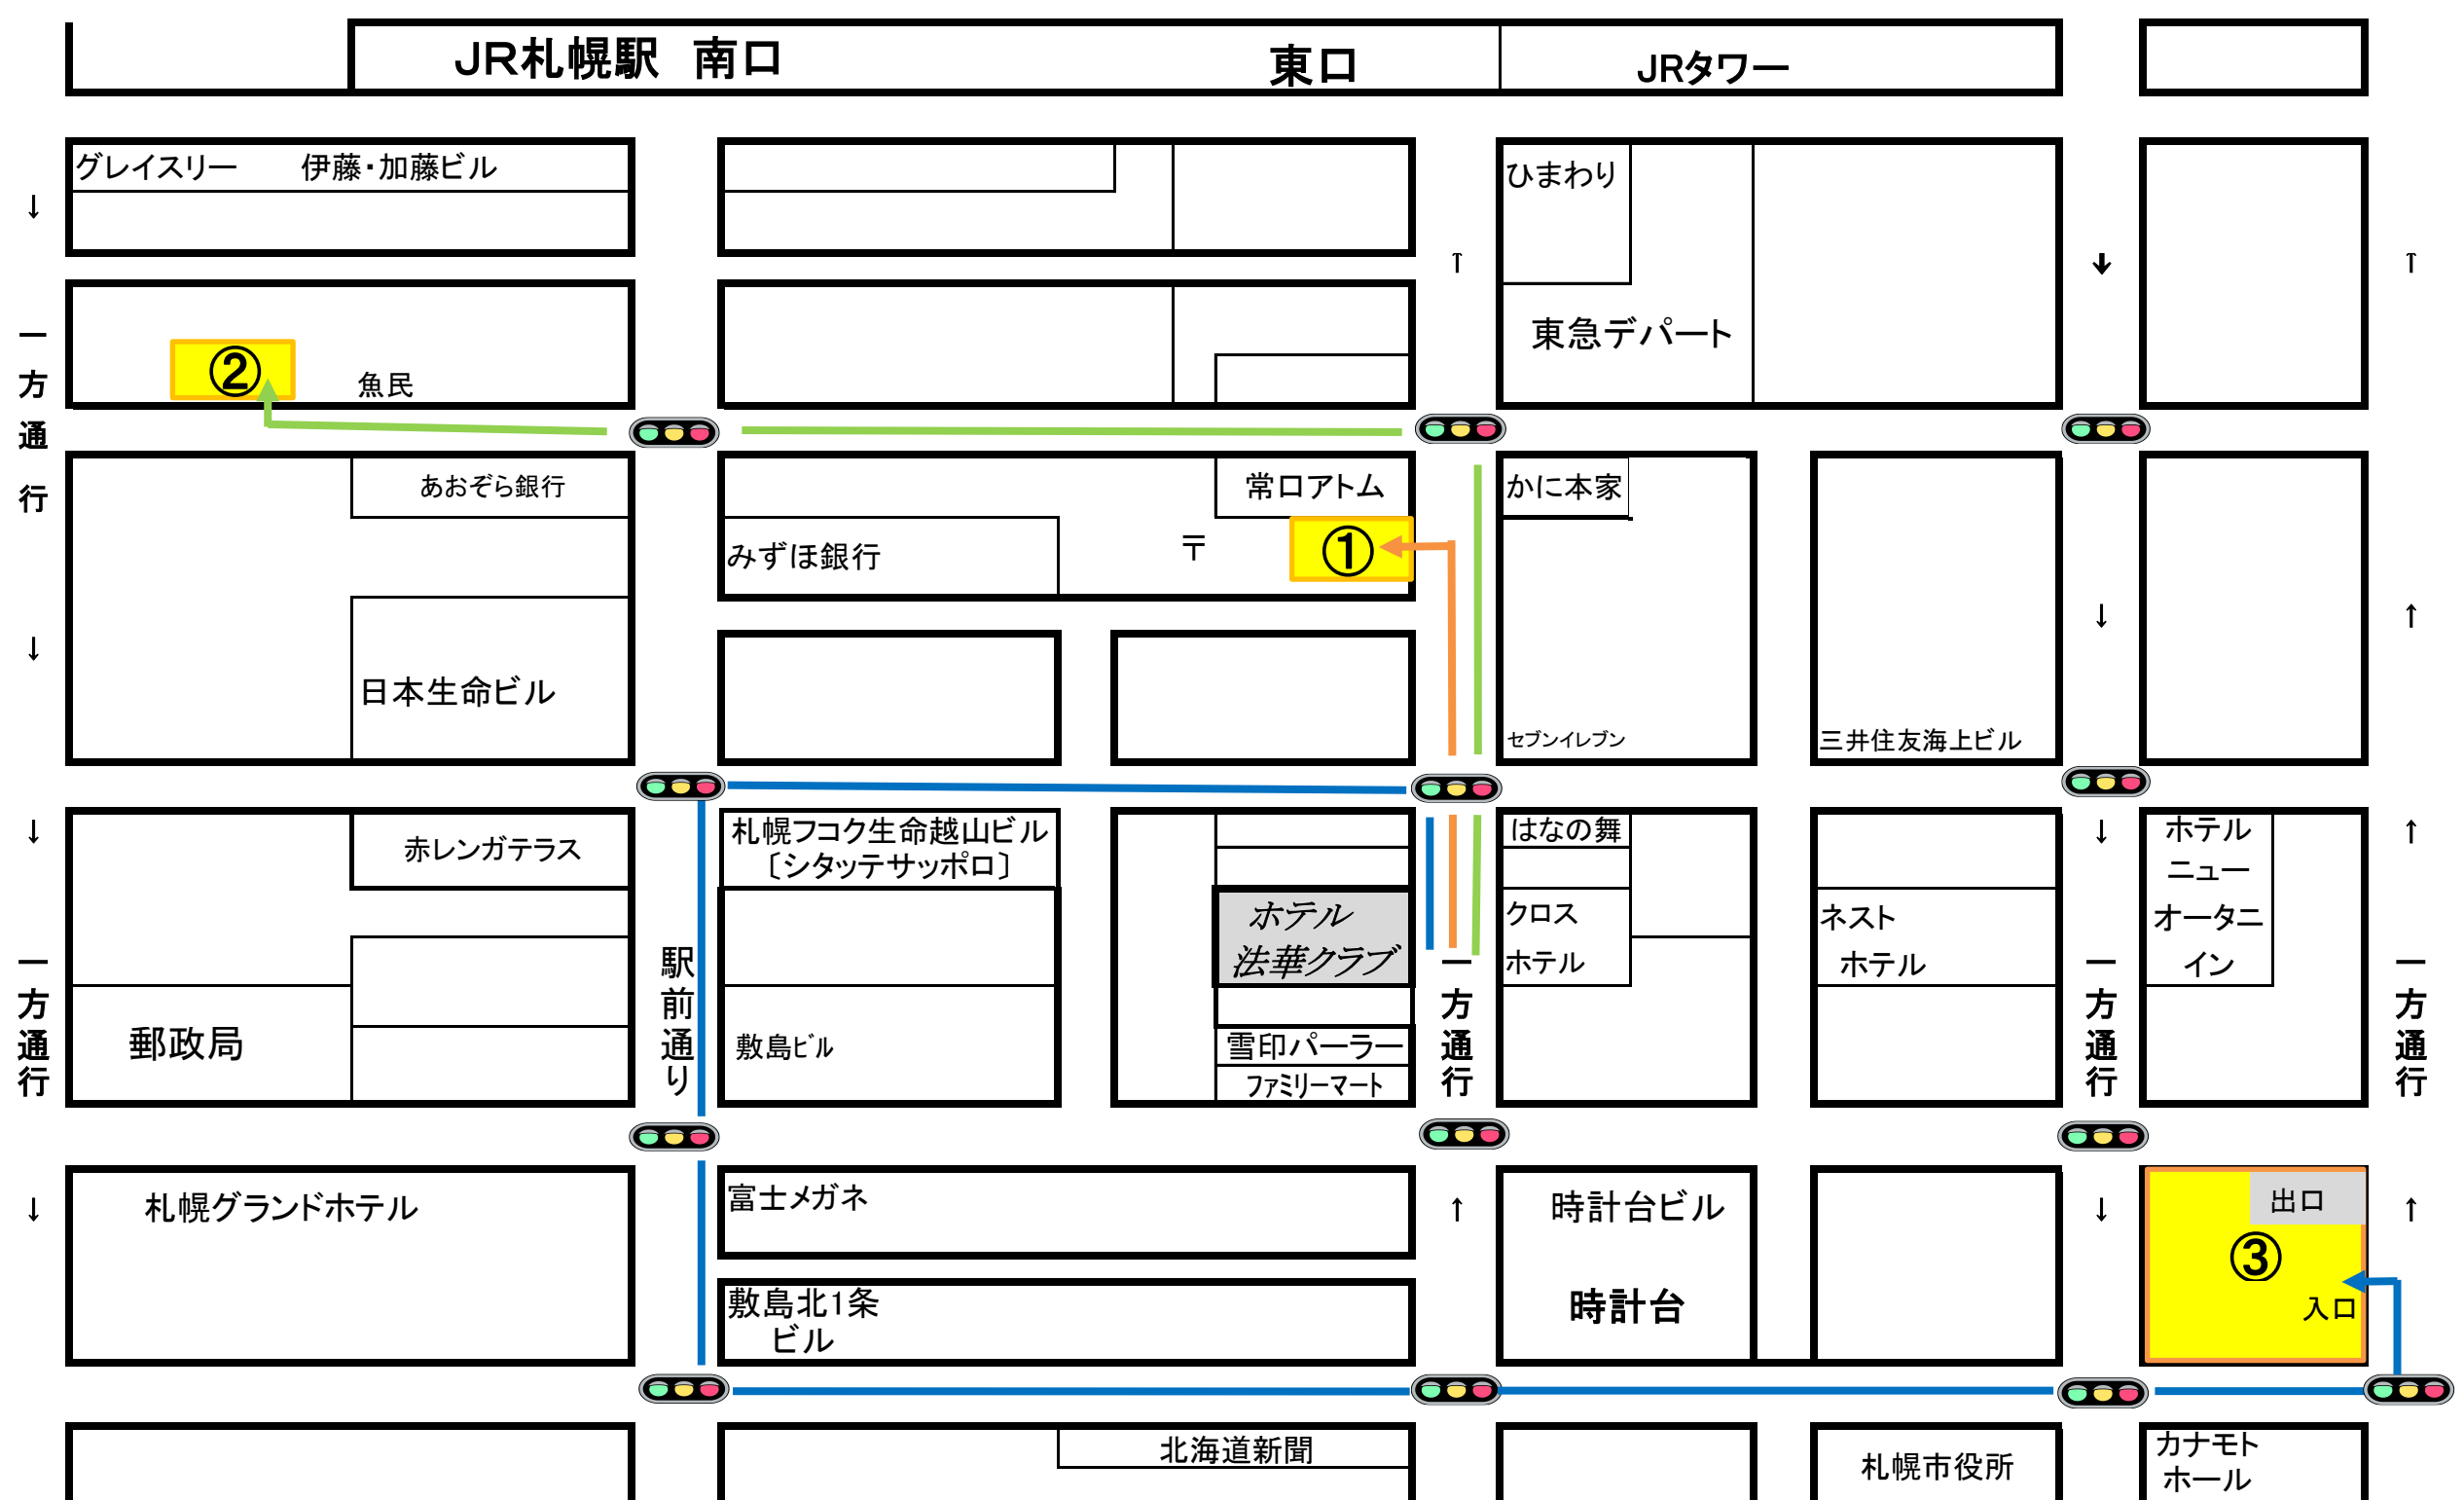 JR札幌駅 南口
東口
JRタワー
グレイスリー 伊藤・加藤ビル
ひまわり
↓
↑
↓
↑
東急デパート
一方通行
②
魚民
あおぞら銀行
常口アトム
かに本家
みずほ銀行
〒
①
↓
↓
↑
日本生命ビル
セブンイレブン
三井住友海上ビル
↓
赤レンガテラス
札幌フコク生命越山ビル
〔シタッテサッポロ〕
はなの舞
↓
ホテル
ニュー
オータニ
イン
↑
ホテル
法華クラブ
クロス
ホテル
ネスト
ホテル
一方通行
駅前通り
一方通行
一方通行
一方通行
郵政局
敷島ビル
雪印パーラー
ファミリーマート
↓
札幌グランドホテル
富士メガネ
↑
時計台ビル
↓
出口
↑
③
入口
敷島北1条
ビル
時計台
北海道新聞
札幌市役所
カナモト
ホール